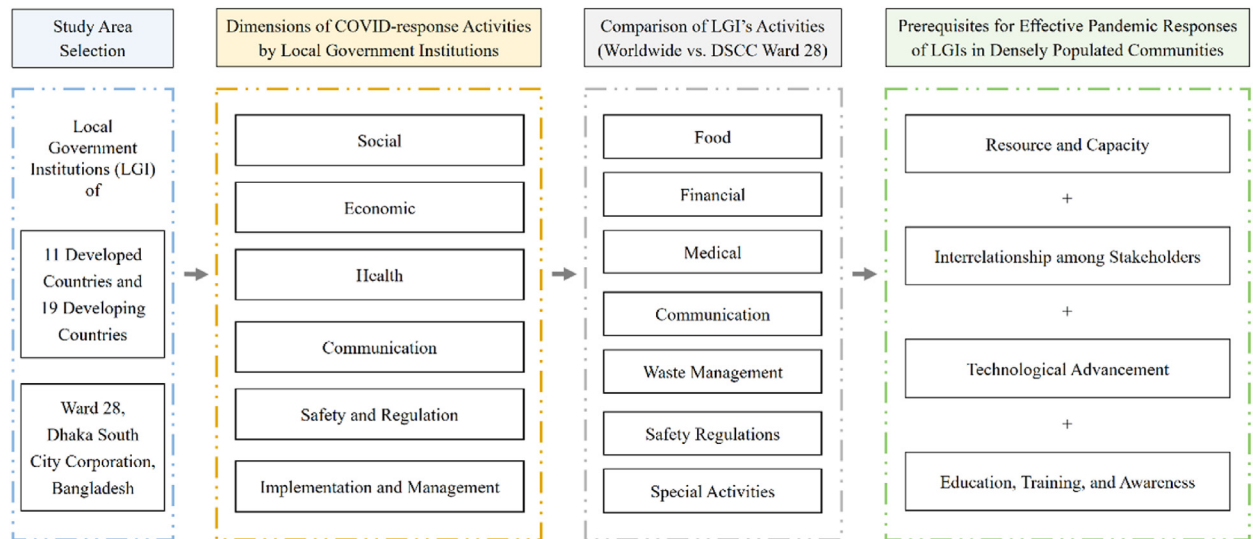 Study Area
Selection
Dimensions of COVID-response Activities
by Local Government Institutions
Comparison of LGI's Activities
(Worldwide vs. DSCC Ward 28)
Prerequisites for Effective Pandemic Responses
of LGIs in Densely Populated Communities
Local
Government
Institutions (LGI)
of
11 Developed
Countries and
19 Developing
Countries
Ward 28,
Dhaka South
City Corporation,
Bangladesh
Social
Economic
Health
Communication
Safety and Regulation
Implementation and Management
Food
Financial
Medical
Communication
Waste Management
Safety Regulations
Special Activities
Resource and Capacity
+
Interrelationship among Stakeholders
+
Technological Advancement
+
Education, Training, and Awareness